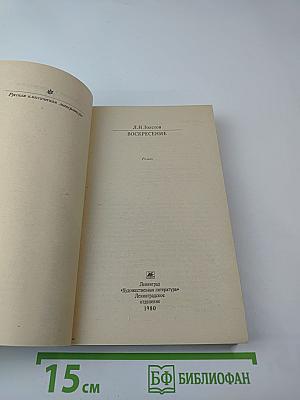 Русская классическая литература
Л.Н.Толстой
ВОСКРЕСЕНИЕ
Роман
Ленинград
«Художественная литература»
Ленинградское
отделение
1980
15 см
БФ БИБЛИОФАН